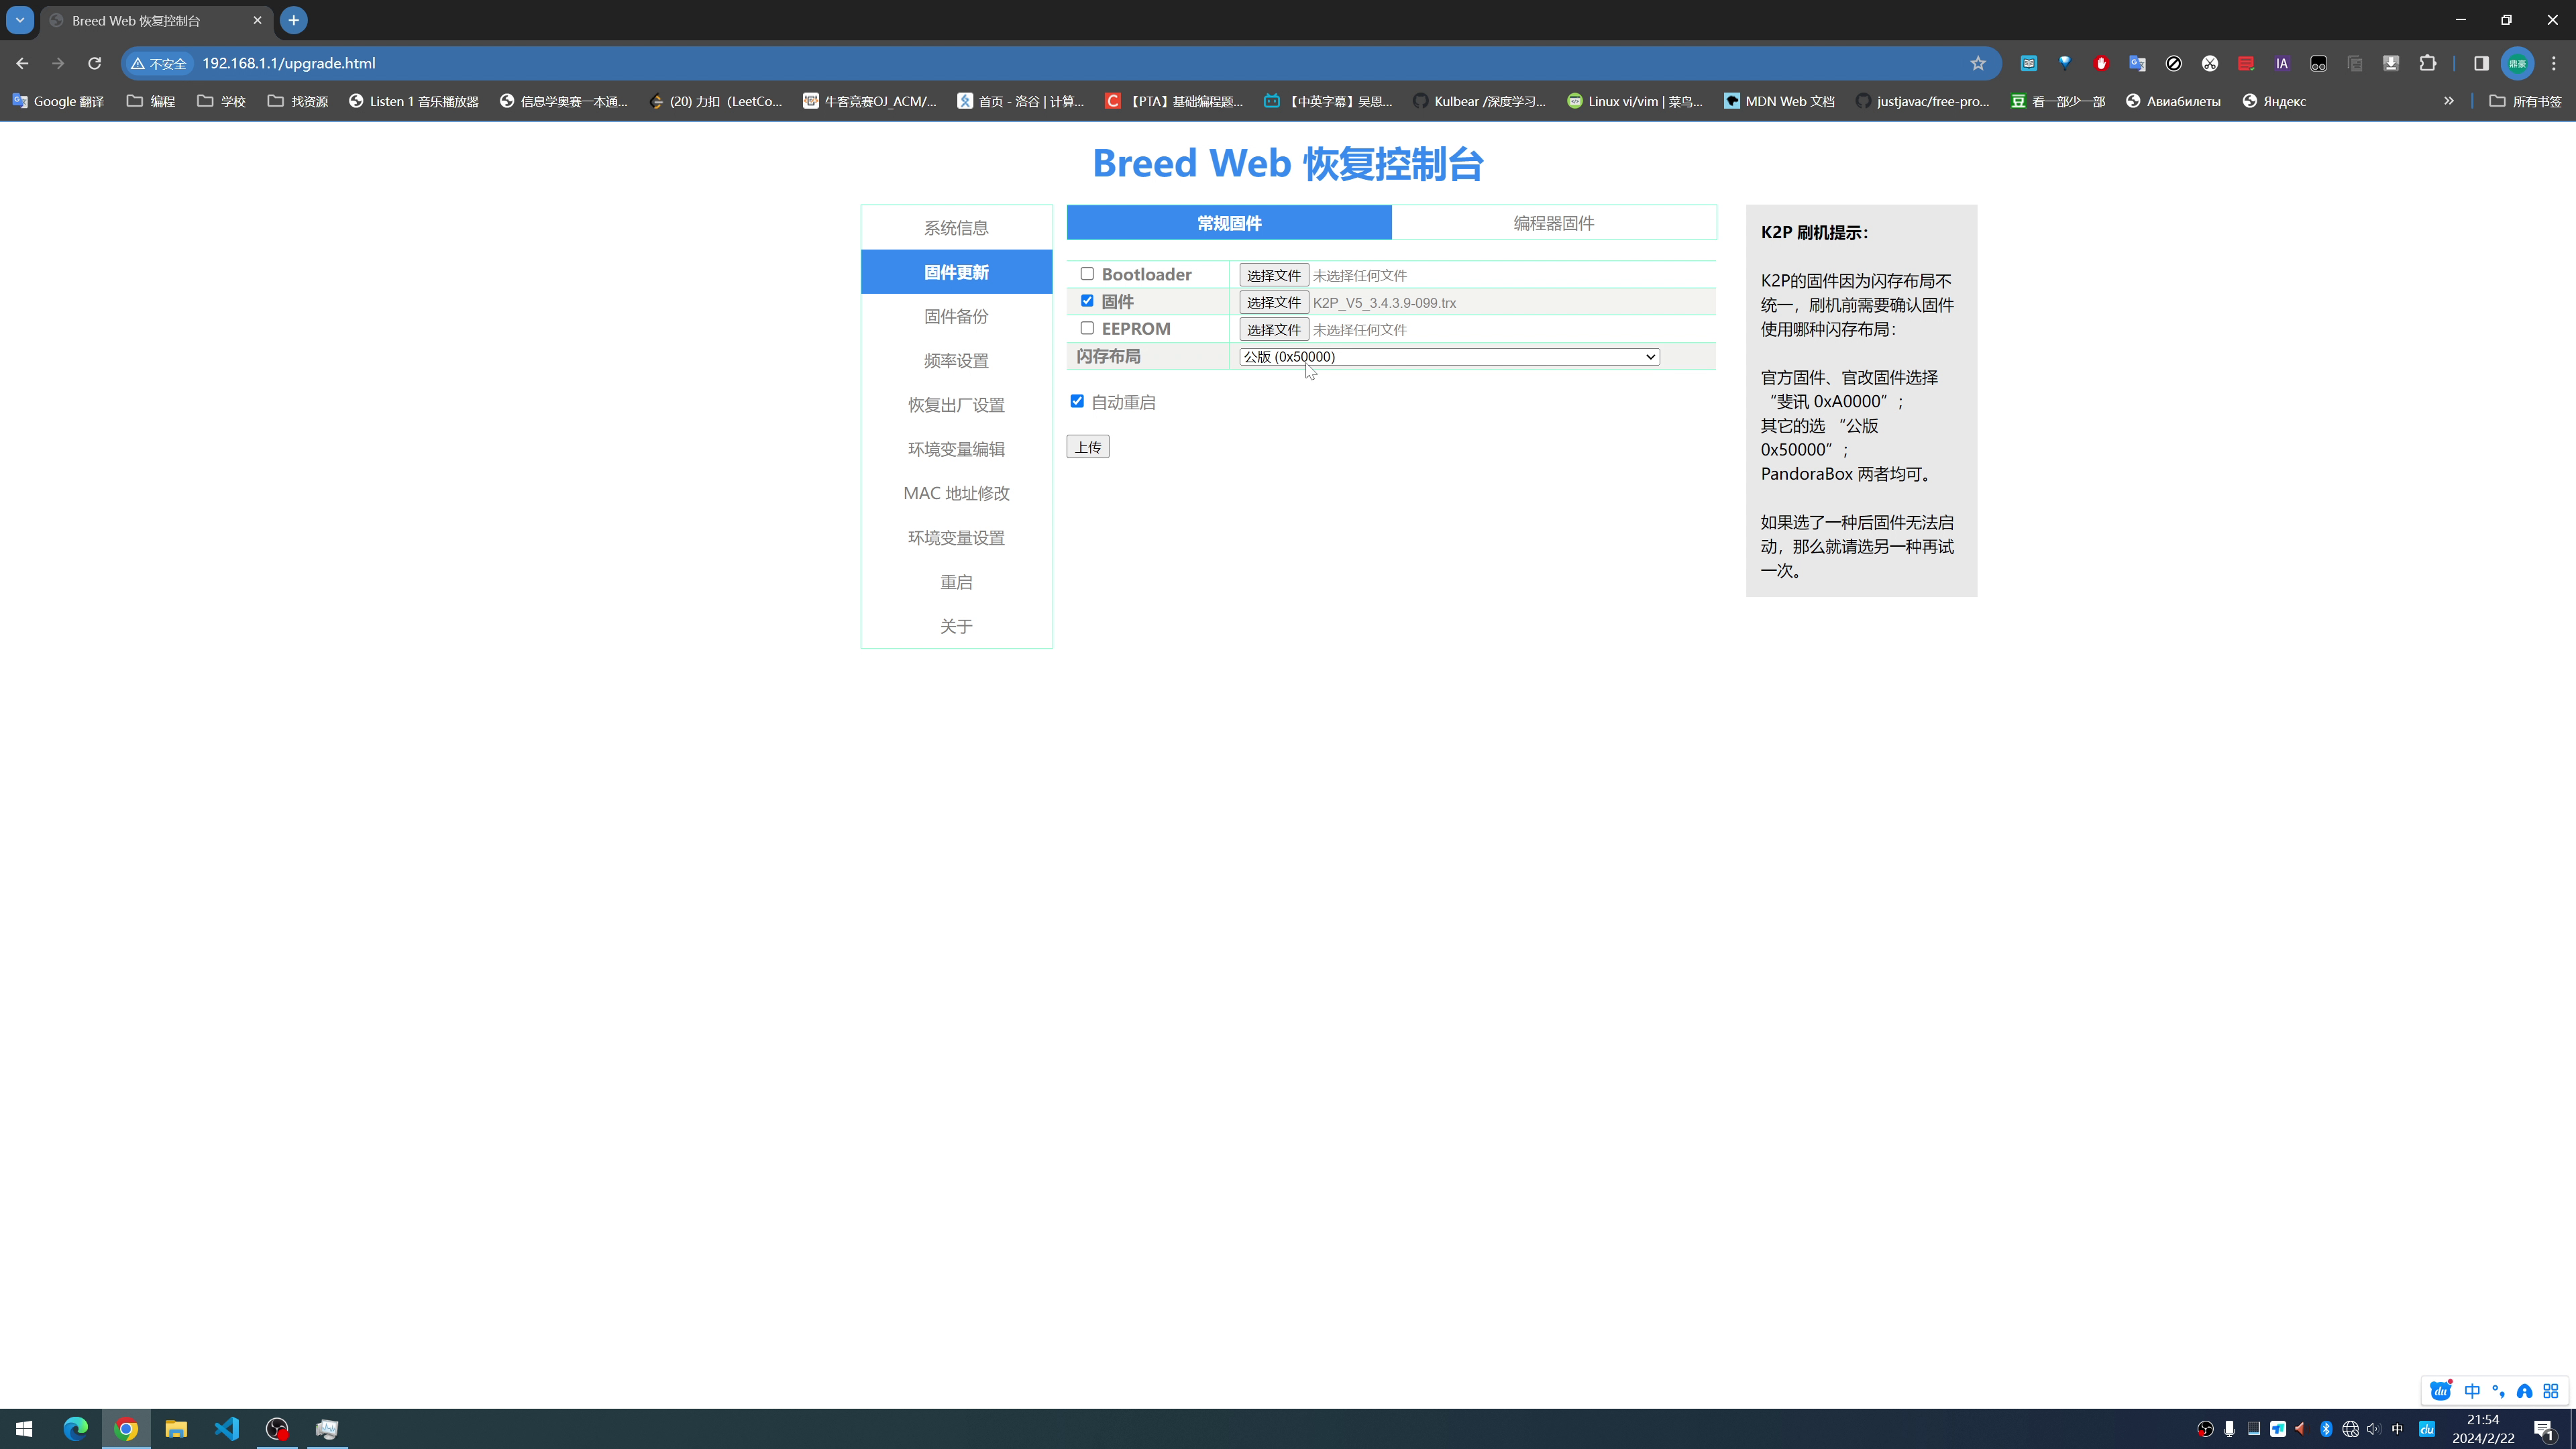 Breed Web 恢复控制台
不安全 192.168.1.1/upgrade.html
Google 翻译 编程 学校 找资源 Listen 1 音乐播放器 信息学奥赛一本通... (20) 力扣（LeetCo... 牛客竞赛OJ_ACM/... 首页 - 洛谷 | 计算... 【PTA】基础编程题... 【中英字幕】吴恩... Kulbear /深度学习... Linux vi/vim | 菜鸟... MDN Web 文档 justjavac/free-pro... 看一部少一部 Авиабилеты Яндекс 所有书签
Breed Web 恢复控制台
系统信息
固件更新
固件备份
频率设置
恢复出厂设置
环境变量编辑
MAC 地址修改
环境变量设置
重启
关于
常规固件 编程器固件
Bootloader 选择文件 未选择任何文件
固件 选择文件 K2P_V5_3.4.3.9-099.trx
EEPROM 选择文件 未选择任何文件
闪存布局 公版 (0x50000)
自动重启
上传
K2P 刷机提示：
K2P的固件因为闪存布局不
统一，刷机前需要确认固件
使用哪种闪存布局：
官方固件、官改固件选择
“斐讯 0xA0000” ；
其它的选 “公版
0x50000” ；
PandoraBox 两者均可。
如果选了一种后固件无法启
动，那么就请选另一种再试
一次。
du 中
中 du
21:54
2024/2/22
1